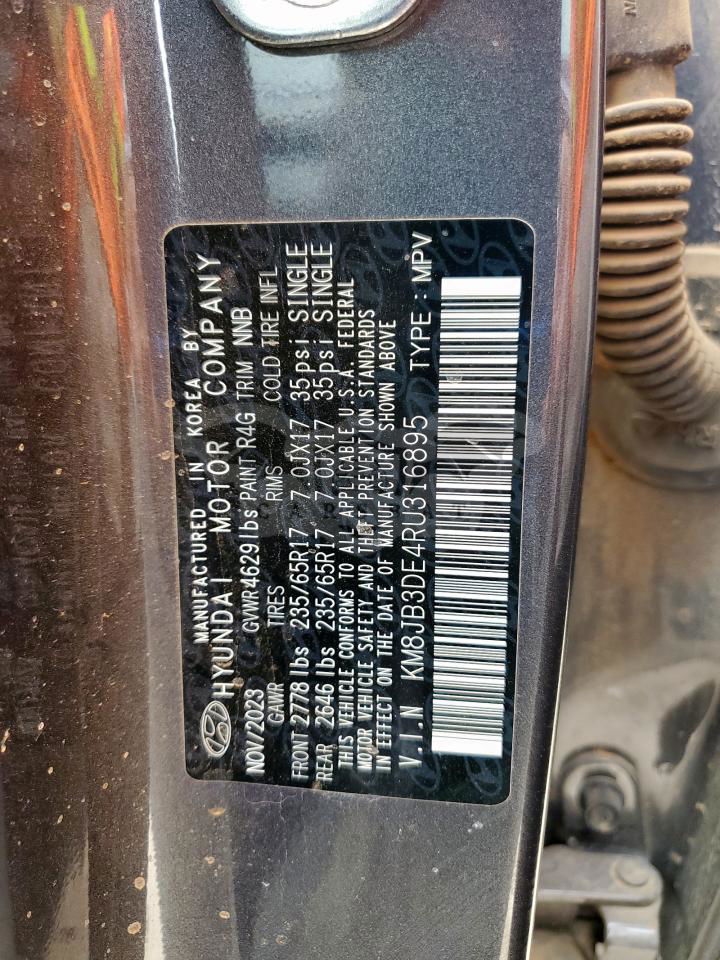 MANUFACTURED IN KOREA BY
HYUNDAI MOTOR COMPANY
NOV/2023 GVWR 4629lbs PAINT R4G TRIM NNB
GAWR TIRES RIMS COLD TIRE INFL
FRONT 2778 lbs 235/65R17 7.0JX17 35psi SINGLE
REAR 2646 lbs 235/65R17 7.0JX17 35psi SINGLE
THIS VEHICLE CONFORMS TO ALL APPLICABLE U.S.A. FEDERAL
MOTOR VEHICLE SAFETY AND THEFT PREVENTION STANDARDS
IN EFFECT ON THE DATE OF MANUFACTURE SHOWN ABOVE
V.I.N KM8JB3DE4RU316895 TYPE : MPV